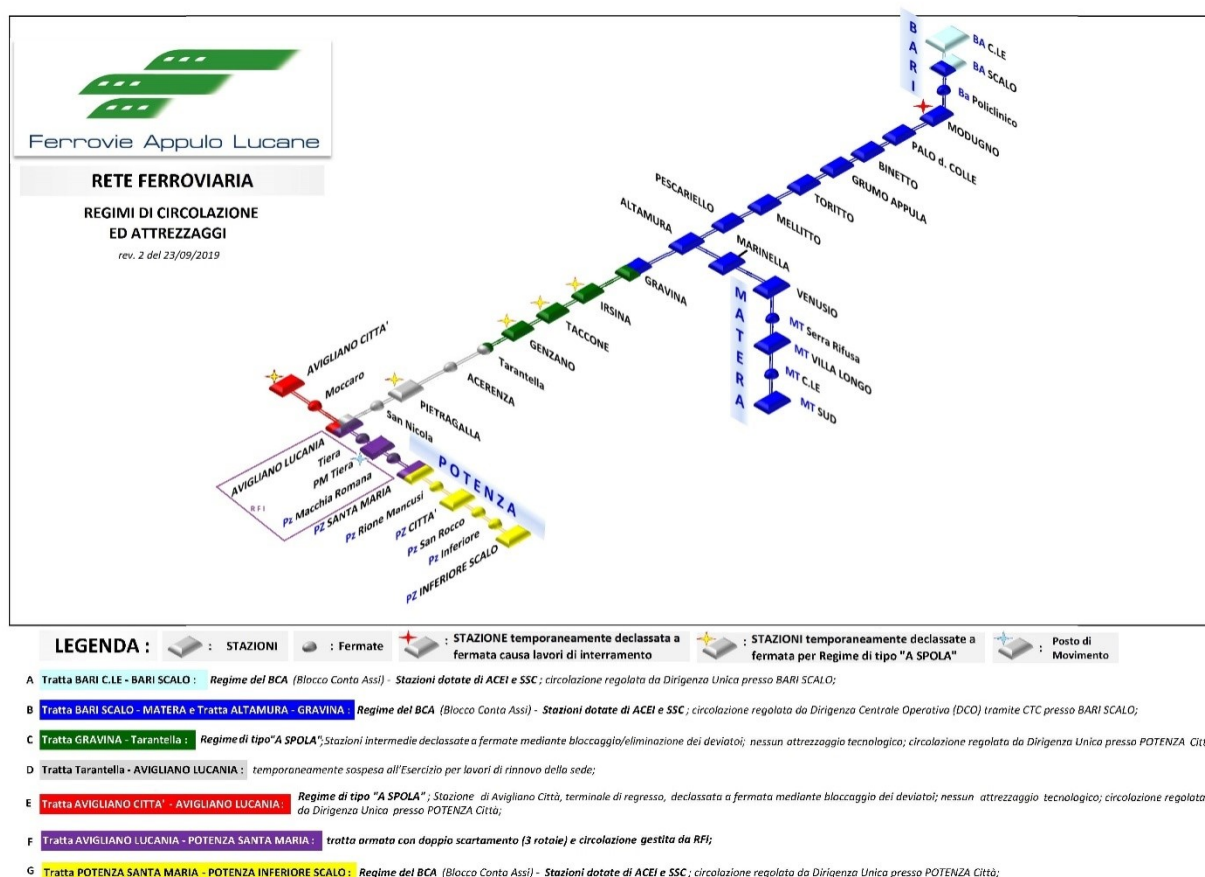 Ferrovie Appulo Lucane
RETE FERROVIARIA
REGIMI DI CIRCOLAZIONE
ED ATTREZZAGGI
rev. 2 del 23/09/2019
BARI
BA C.LE
BA SCALO
Ba Policlinico
MODUGNO
PALO d. COLLE
BINETTO
GRUMO APPULA
TORITTO
MELLITTO
PESCARIELLO
ALTAMURA
MARINELLA
VENUSIO
MATERA
MT Serra Rifusa
MT VILLA LONGO
MT C.LE
MT SUD
GRAVINA
IRSINA
TACCONE
GENZANO
Tarantella
ACERENZA
PIETRAGALLA
San Nicola
AVIGLIANO CITTA'
Moccaro
AVIGLIANO LUCANIA
Tiera
PM Tiera
Pz Macchia Romana
RFI
POTENZA
PZ SANTA MARIA
Pz Rione Mancusi
PZ CITTA'
Pz San Rocco
Pz Inferiore
PZ INFERIORE SCALO
LEGENDA :
: STAZIONI
: Fermate
: STAZIONE temporaneamente declassata a
fermata causa lavori di interramento
: STAZIONI temporaneamente declassate a
fermata per Regime di tipo "A SPOLA"
: Posto di
Movimento
A Tratta BARI C.LE - BARI SCALO : Regime del BCA (Blocco Conta Assi) - Stazioni dotate di ACEI e SSC ; circolazione regolata da Dirigenza Unica presso BARI SCALO;
B Tratta BARI SCALO - MATERA e Tratta ALTAMURA - GRAVINA : Regime del BCA (Blocco Conta Assi) - Stazioni dotate di ACEI e SSC ; circolazione regolata da Dirigenza Centrale Operativa (DCO) tramite CTC presso BARI SCALO;
C Tratta GRAVINA - Tarantella : Regime di tipo "A SPOLA"; Stazioni intermedie declassate a fermate mediante bloccaggio/eliminazione dei deviatoi; nessun attrezzaggio tecnologico; circolazione regolata da Dirigenza Unica presso POTENZA Citt
D Tratta Tarantella - AVIGLIANO LUCANIA : temporaneamente sospesa all'Esercizio per lavori di rinnovo della sede;
E Tratta AVIGLIANO CITTA' - AVIGLIANO LUCANIA: Regime di tipo "A SPOLA" ; Stazione di Avigliano Città, terminale di regresso, declassata a fermata mediante bloccaggio dei deviatoi; nessun attrezzaggio tecnologico; circolazione regolata
da Dirigenza Unica presso POTENZA Città;
F Tratta AVIGLIANO LUCANIA - POTENZA SANTA MARIA : tratta armata con doppio scartamento (3 rotaie) e circolazione gestita da RFI;
G Tratta POTENZA SANTA MARIA - POTENZA INFERIORE SCALO : Regime del BCA (Blocco Conta Assi) - Stazioni dotate di ACEI e SSC ; circolazione regolata da Dirigenza Unica presso POTENZA Città;